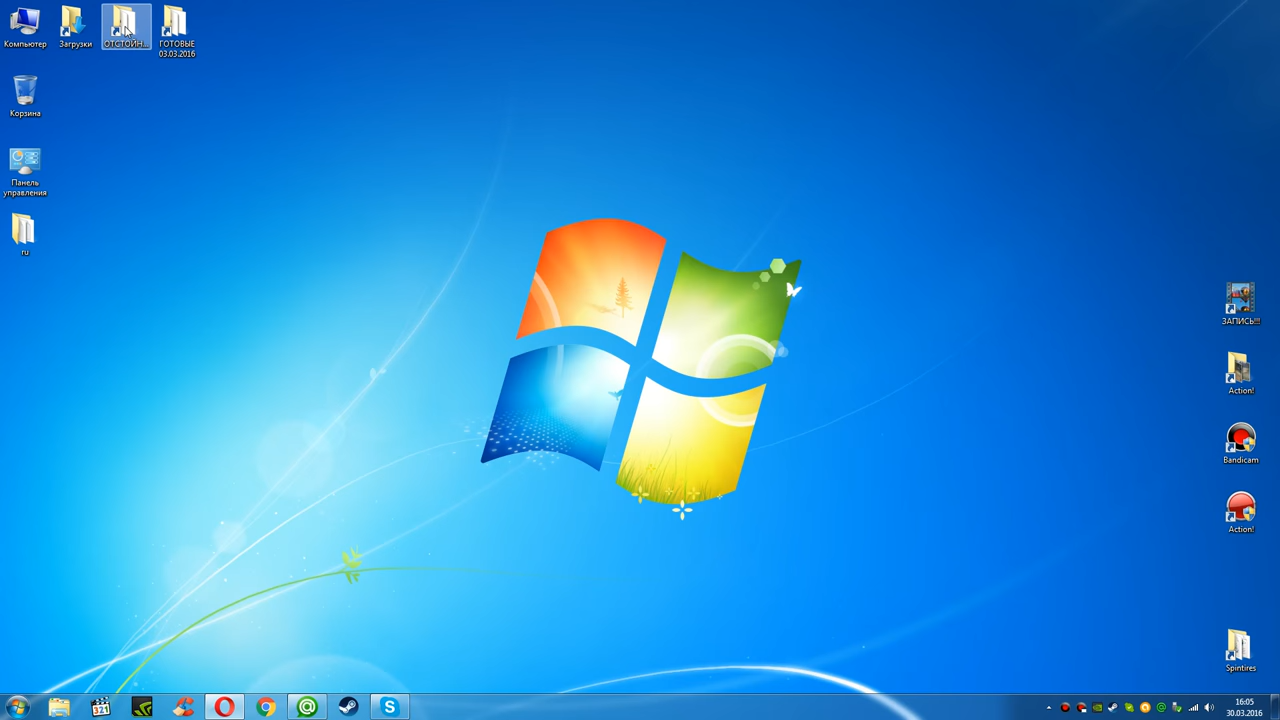 Компьютер
Загрузки
ОТСТОЙН...
ГОТОВЫЕ
03.03.2016
Корзина
Панель
управления
ru
ЗАПИСЬ!!!
Action!
Bandicam
Action!
Spintires
321
16:05
30.03.2016